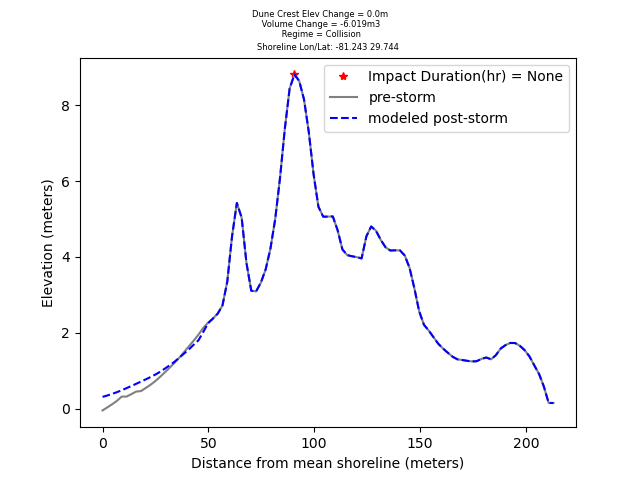 Dune Crest Elev Change = 0.0m
Volume Change = -6.019m3
Regime = Collision
Shoreline Lon/Lat: -81.243 29.744
Impact Duration(hr) = None
pre-storm
modeled post-storm
Elevation (meters)
8
6
4
2
0
0 50 100 150 200
Distance from mean shoreline (meters)